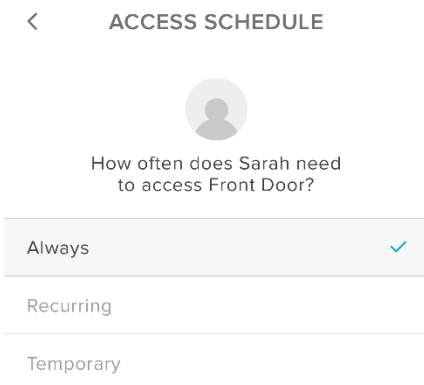 ACCESS SCHEDULE
How often does Sarah need
to access Front Door?
Always
Recurring
Temporary